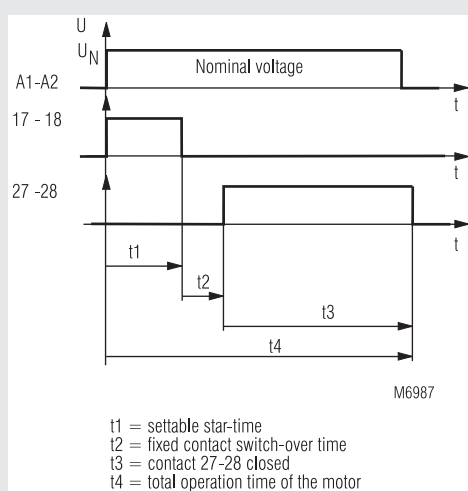 U
U_N
Nominal voltage
A1-A2
t
17 - 18
t
27 -28
t
t1
t2
t3
t4
M6987
t1 = settable star-time
t2 = fixed contact switch-over time
t3 = contact 27-28 closed
t4 = total operation time of the motor